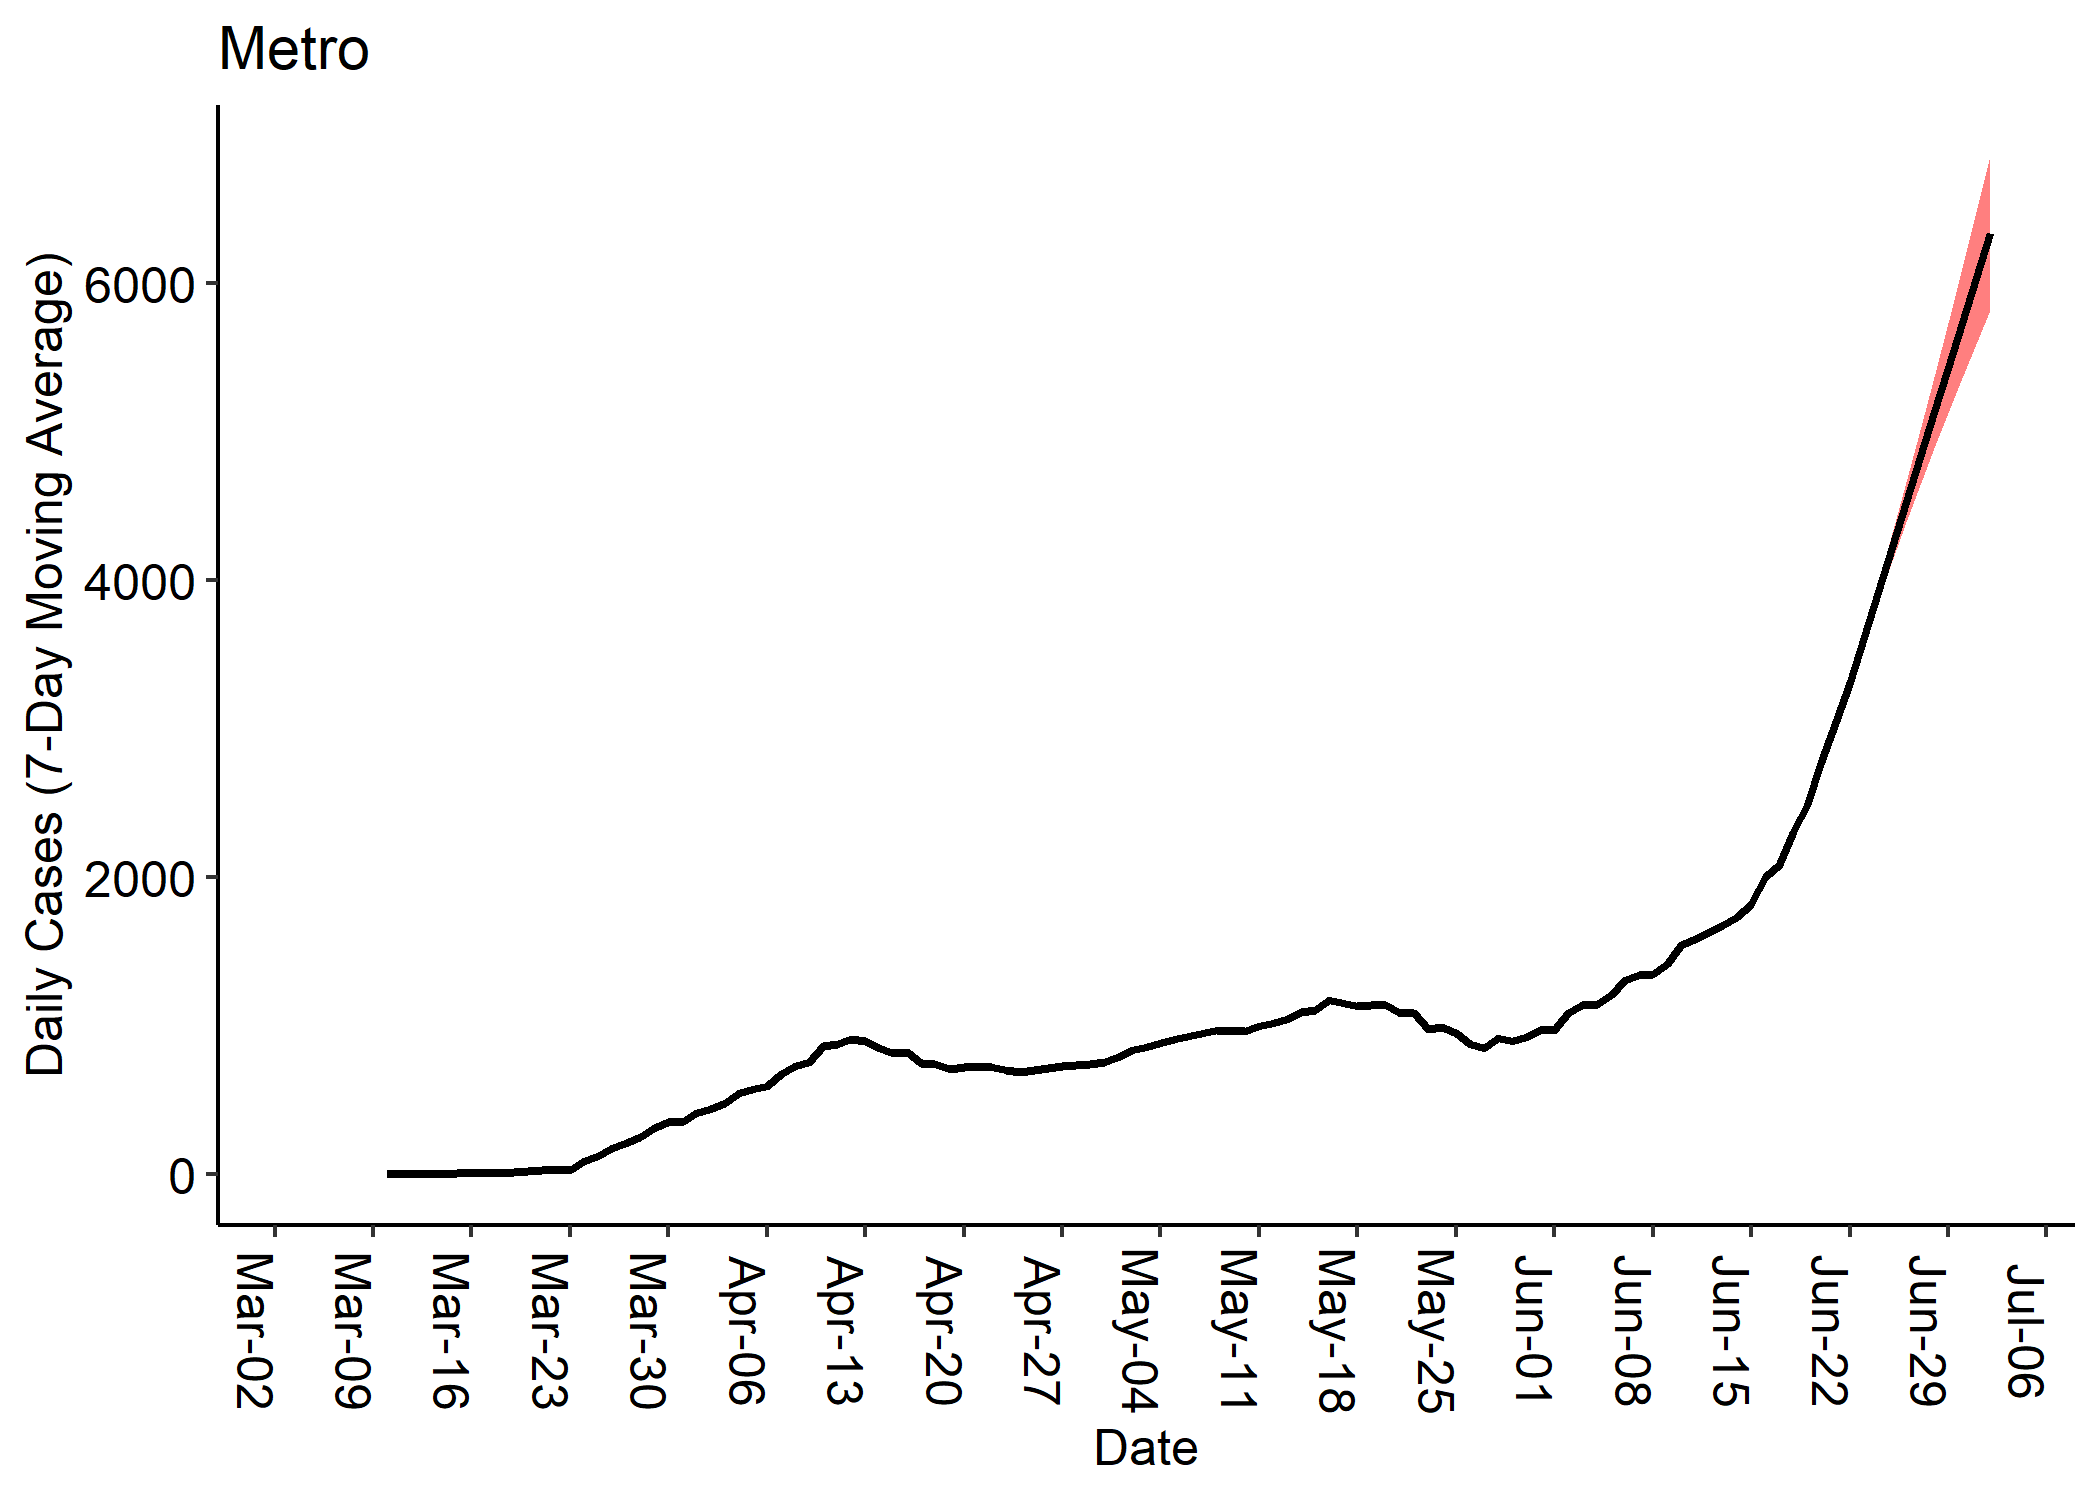 Metro
Daily Cases (7-Day Moving Average)
6000
4000
2000
0
Mar-02
Mar-09
Mar-16
Mar-23
Mar-30
Apr-06
Apr-13
Apr-20
Apr-27
May-04
May-11
May-18
May-25
Jun-01
Jun-08
Jun-15
Jun-22
Jun-29
Jul-06
Date